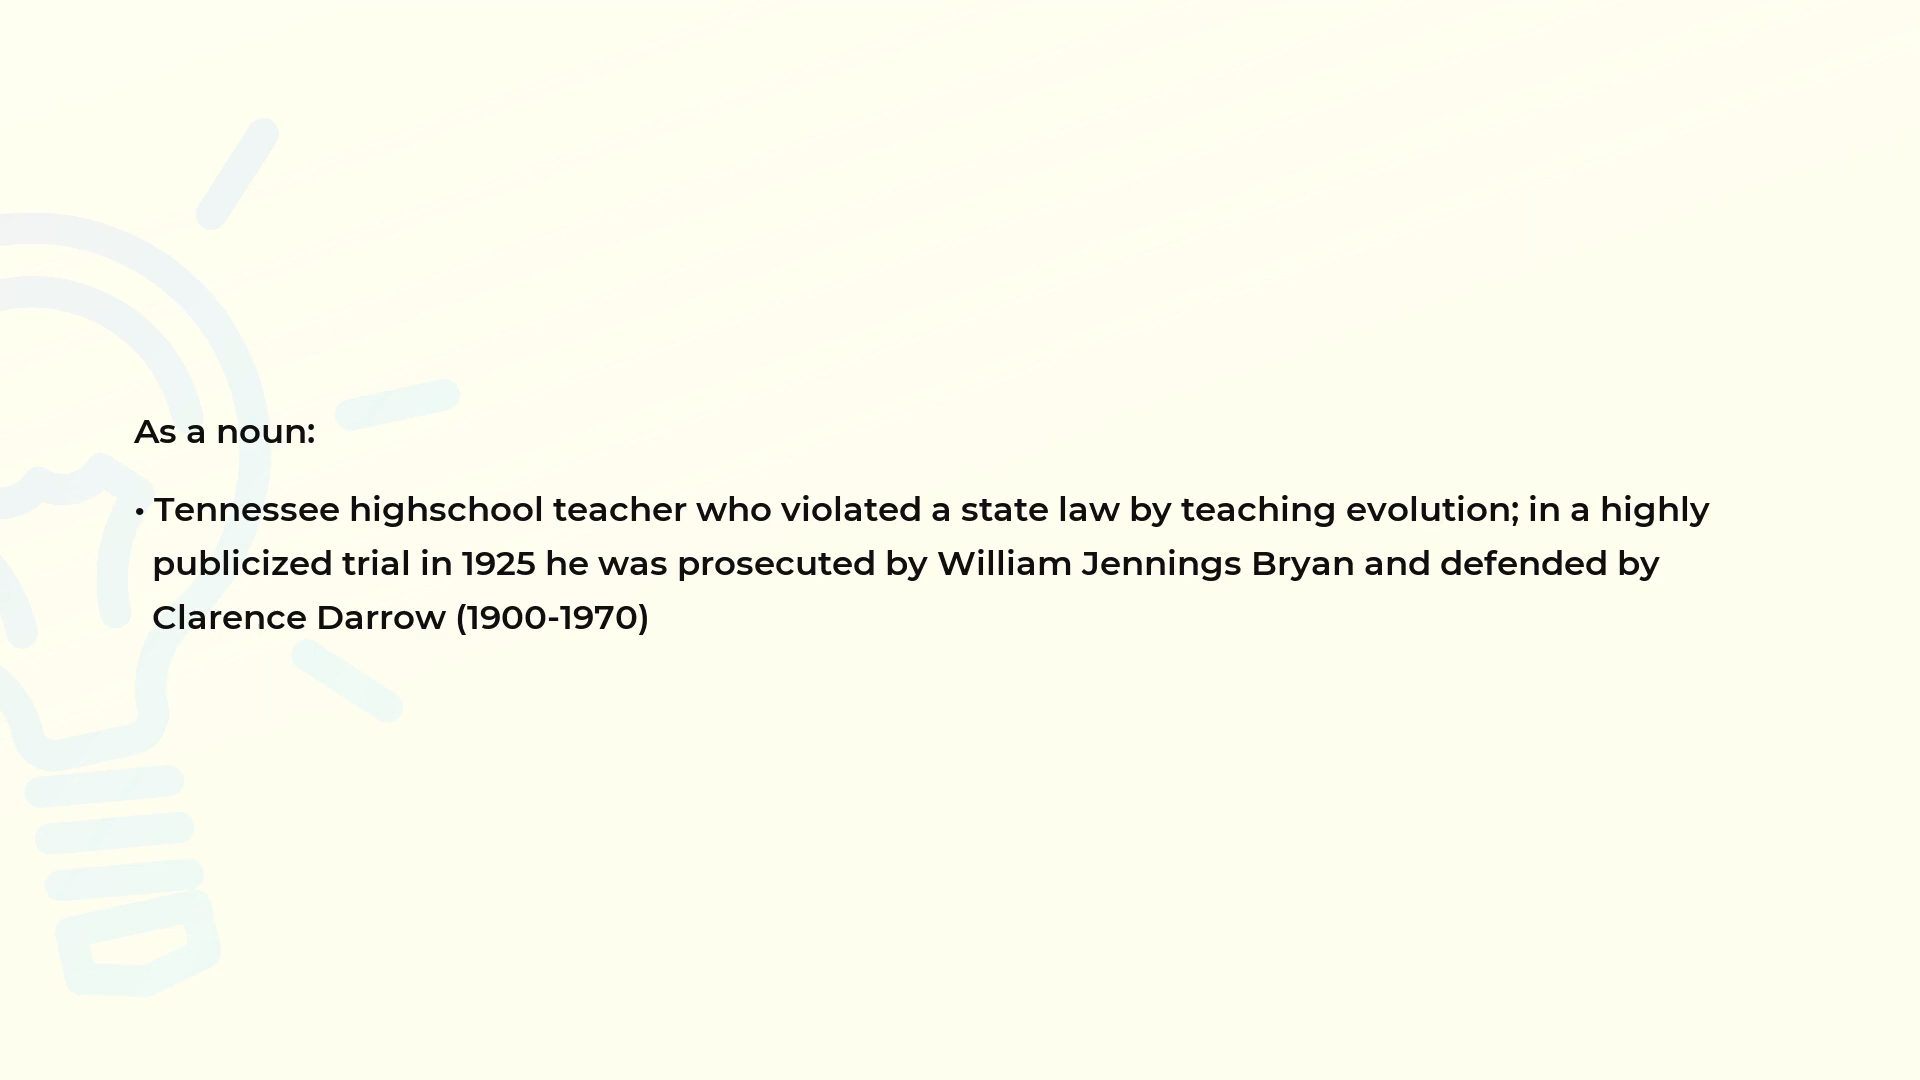 As a noun:
• Tennessee highschool teacher who violated a state law by teaching evolution; in a highly
publicized trial in 1925 he was prosecuted by William Jennings Bryan and defended by
Clarence Darrow (1900-1970)